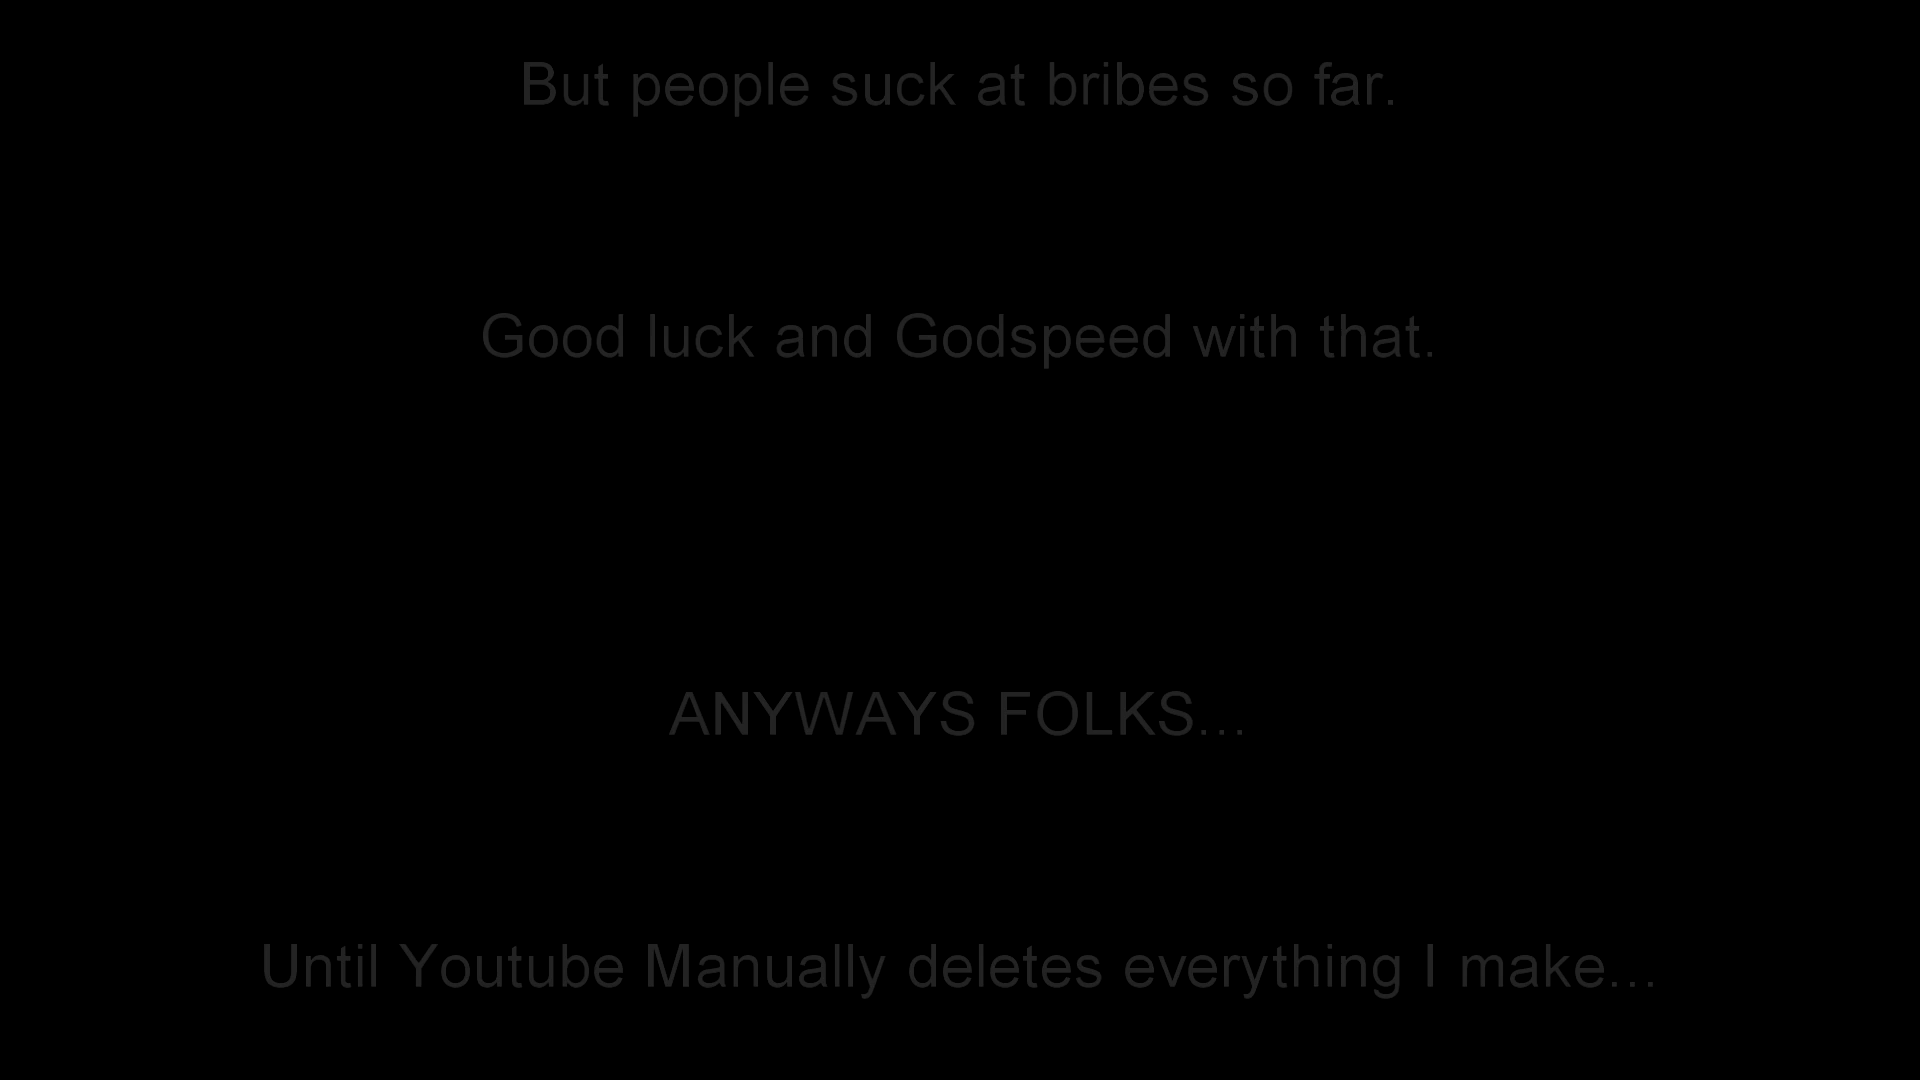 But people suck at bribes so far.
Good luck and Godspeed with that.
ANYWAYS FOLKS...
Until Youtube Manually deletes everything I make...